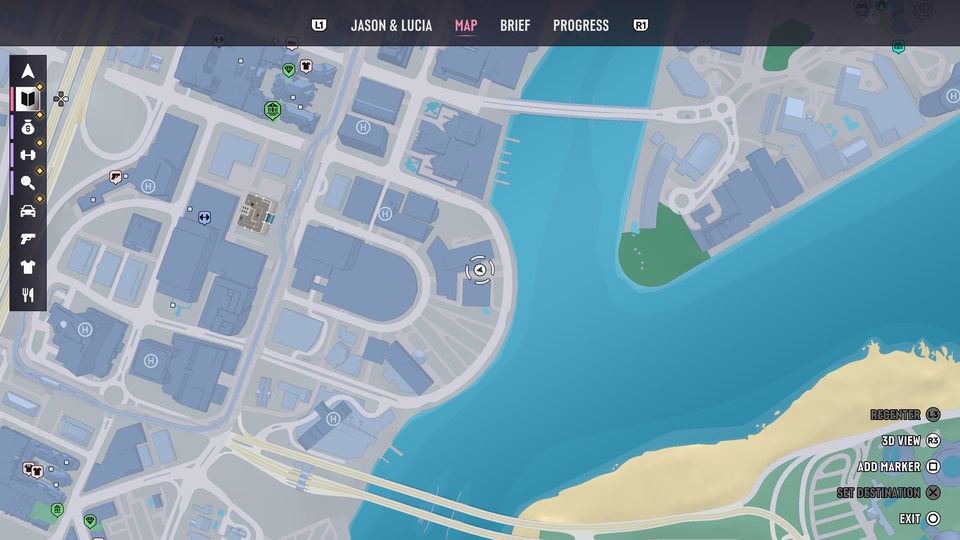 L1 JASON & LUCIA MAP BRIEF PROGRESS R1
H
H
H
H
H
H
H
RECENTER L3
3D VIEW R3
ADD MARKER
SET DESTINATION
EXIT